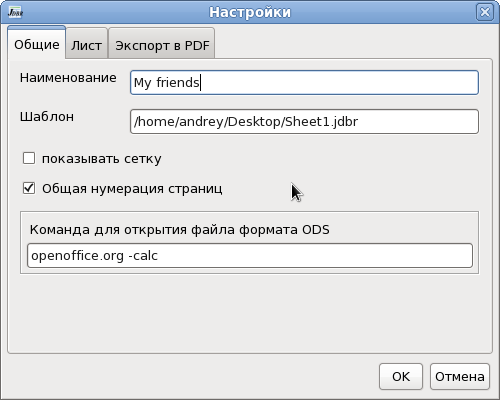 Настройки
Общие Лист Экспорт в PDF
Наименование My friends
Шаблон /home/andrey/Desktop/Sheet1.jdbr
показывать сетку
Общая нумерация страниц
Команда для открытия файла формата ODS
openoffice.org -calc
OK Отмена